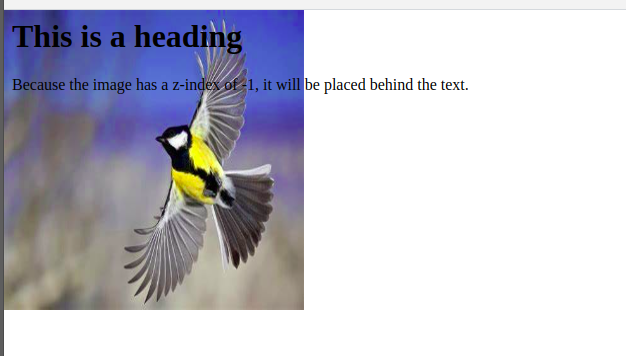 This is a heading
Because the image has a z-index of -1, it will be placed behind the text.